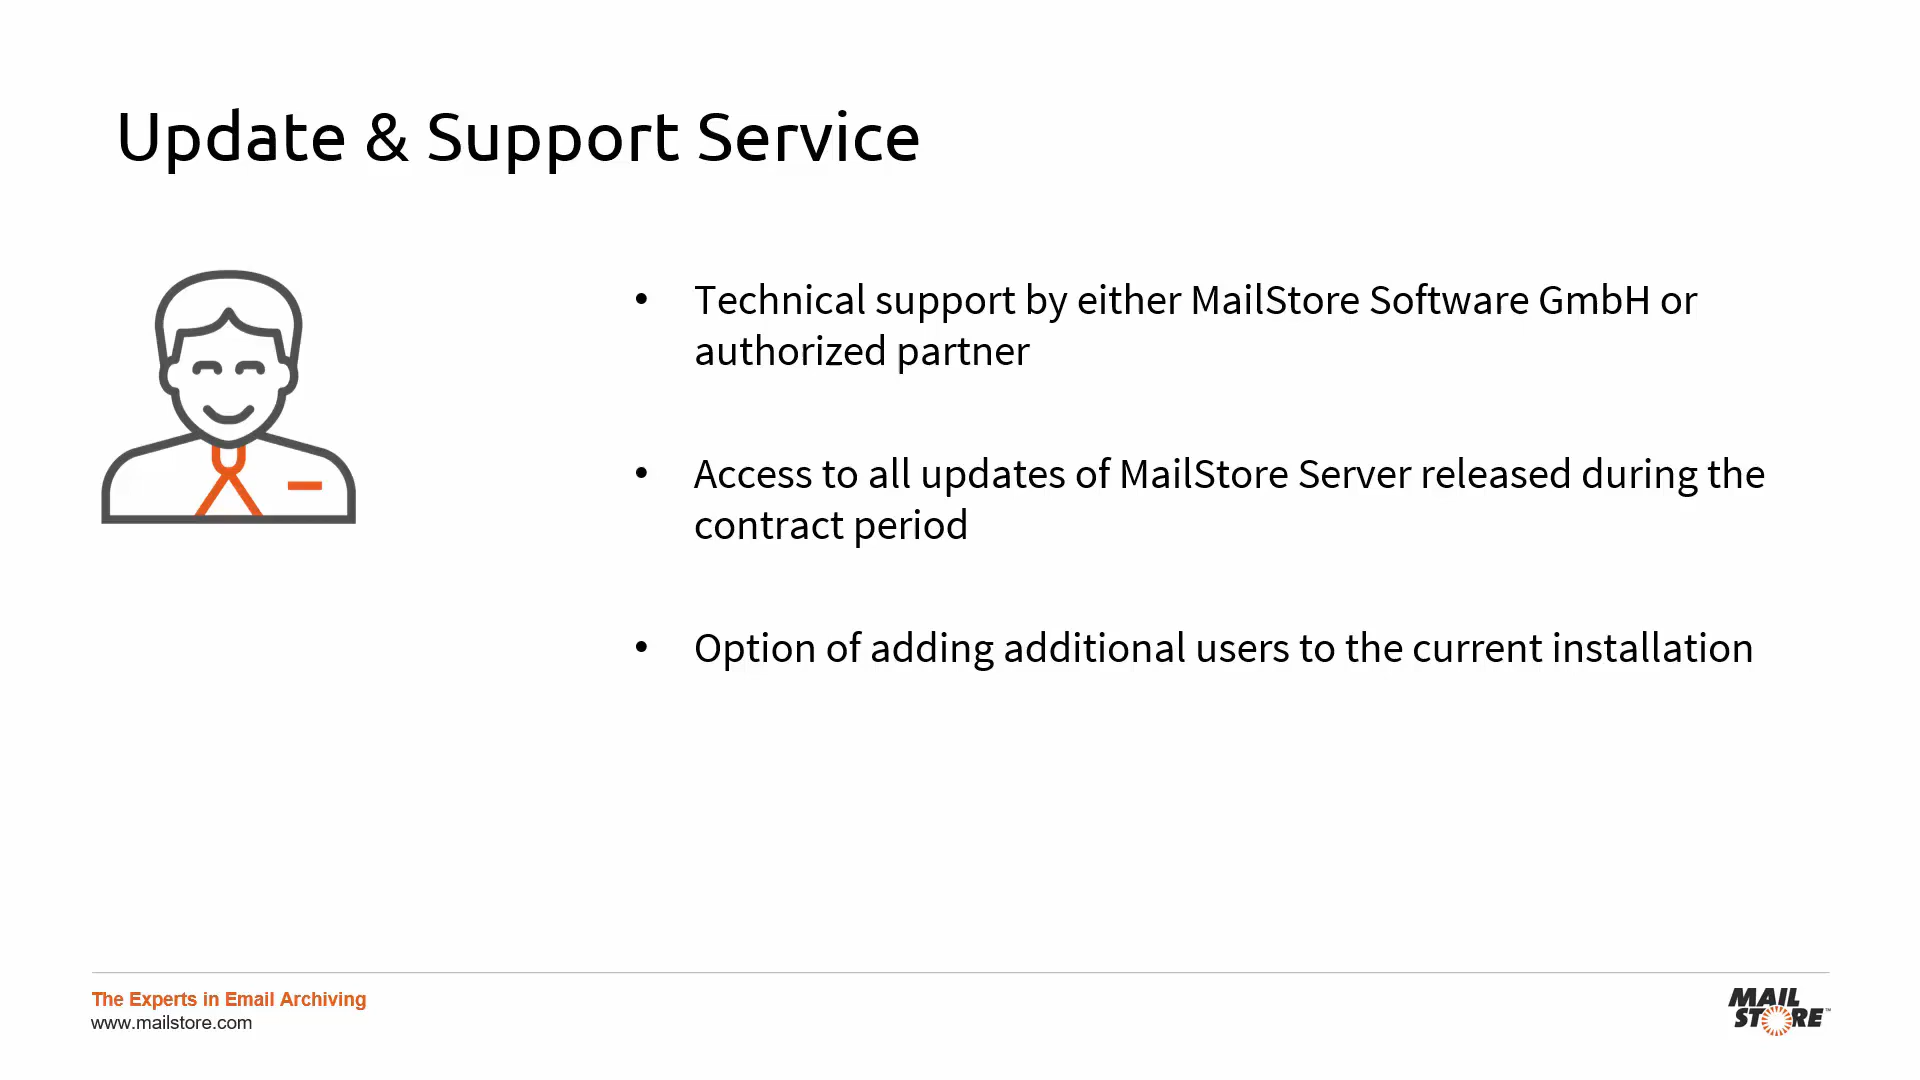 Update & Support Service
• Technical support by either MailStore Software GmbH or
authorized partner
• Access to all updates of MailStore Server released during the
contract period
• Option of adding additional users to the current installation
The Experts in Email Archiving
www.mailstore.com
MAIL
STORE™